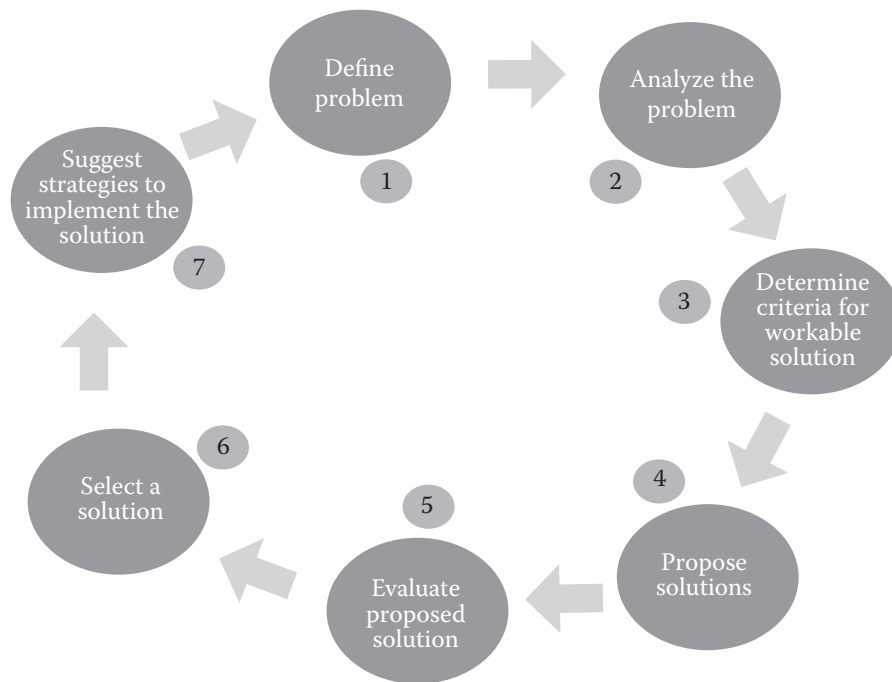 Define
problem
1
Analyze the
problem
2
Determine
criteria for
workable
solution
3
Propose
solutions
4
Evaluate
proposed
solution
5
Select a
solution
6
Suggest
strategies to
implement the
solution
7